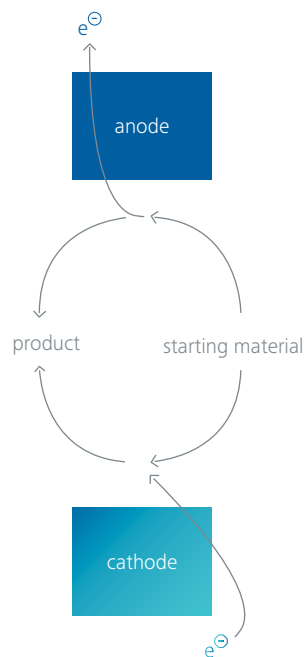 e⊖
anode
product
starting material
cathode
e⊖